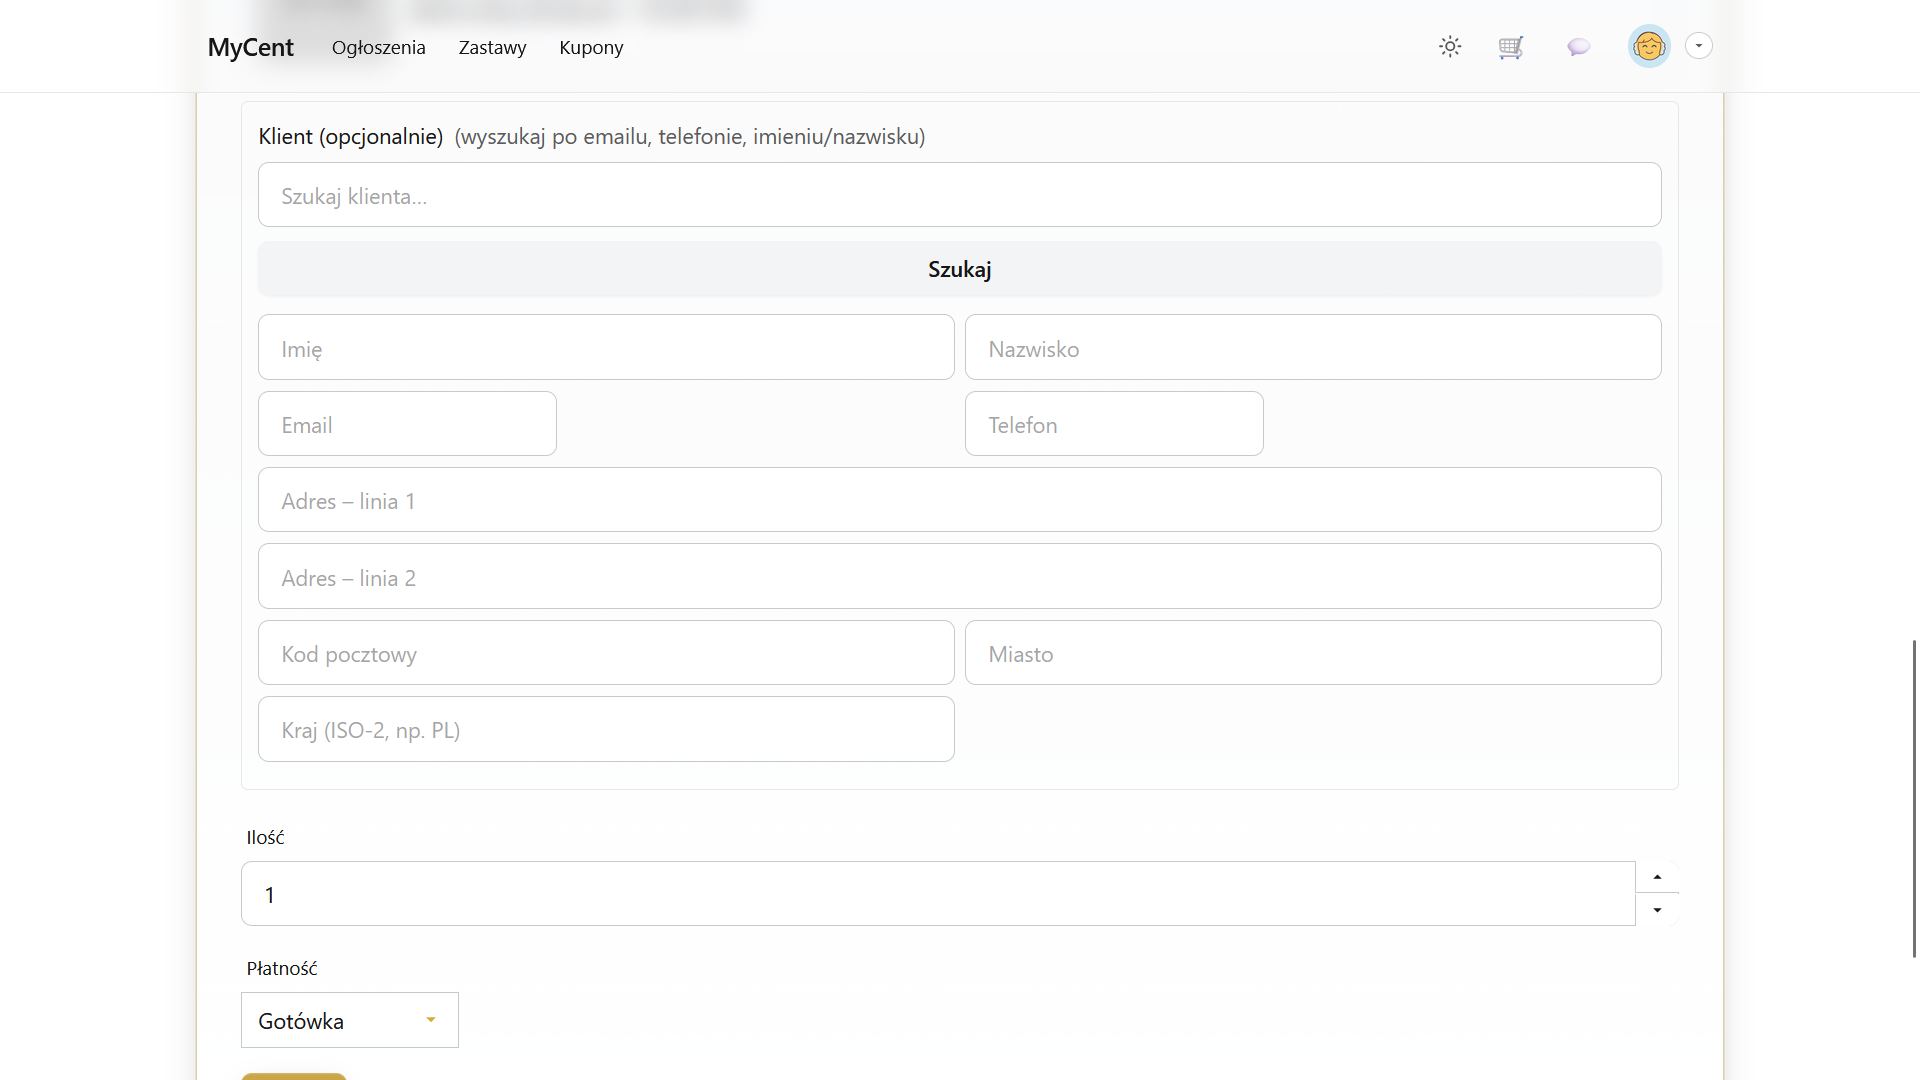 MyCent Ogłoszenia Zastawy Kupony
Klient (opcjonalnie) (wyszukaj po emailu, telefonie, imieniu/nazwisku)
Szukaj klienta...
Szukaj
Imię Nazwisko
Email Telefon
Adres – linia 1
Adres – linia 2
Kod pocztowy Miasto
Kraj (ISO-2, np. PL)
Ilość
1
Płatność
Gotówka